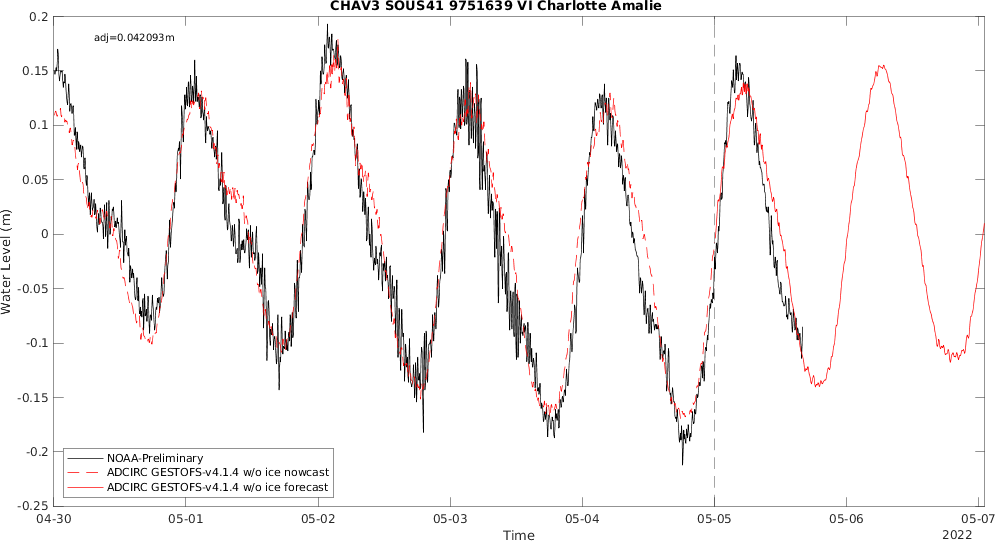 CHAV3 SOUS41 9751639 VI Charlotte Amalie
adj=0.042093m
0.2
0.15
0.1
0.05
0
-0.05
-0.1
-0.15
-0.2
-0.25
Water Level (m)
NOAA-Preliminary
ADCIRC GESTOFS-v4.1.4 w/o ice nowcast
ADCIRC GESTOFS-v4.1.4 w/o ice forecast
04-30 05-01 05-02 05-03 05-04 05-05 05-06 05-07
Time
2022